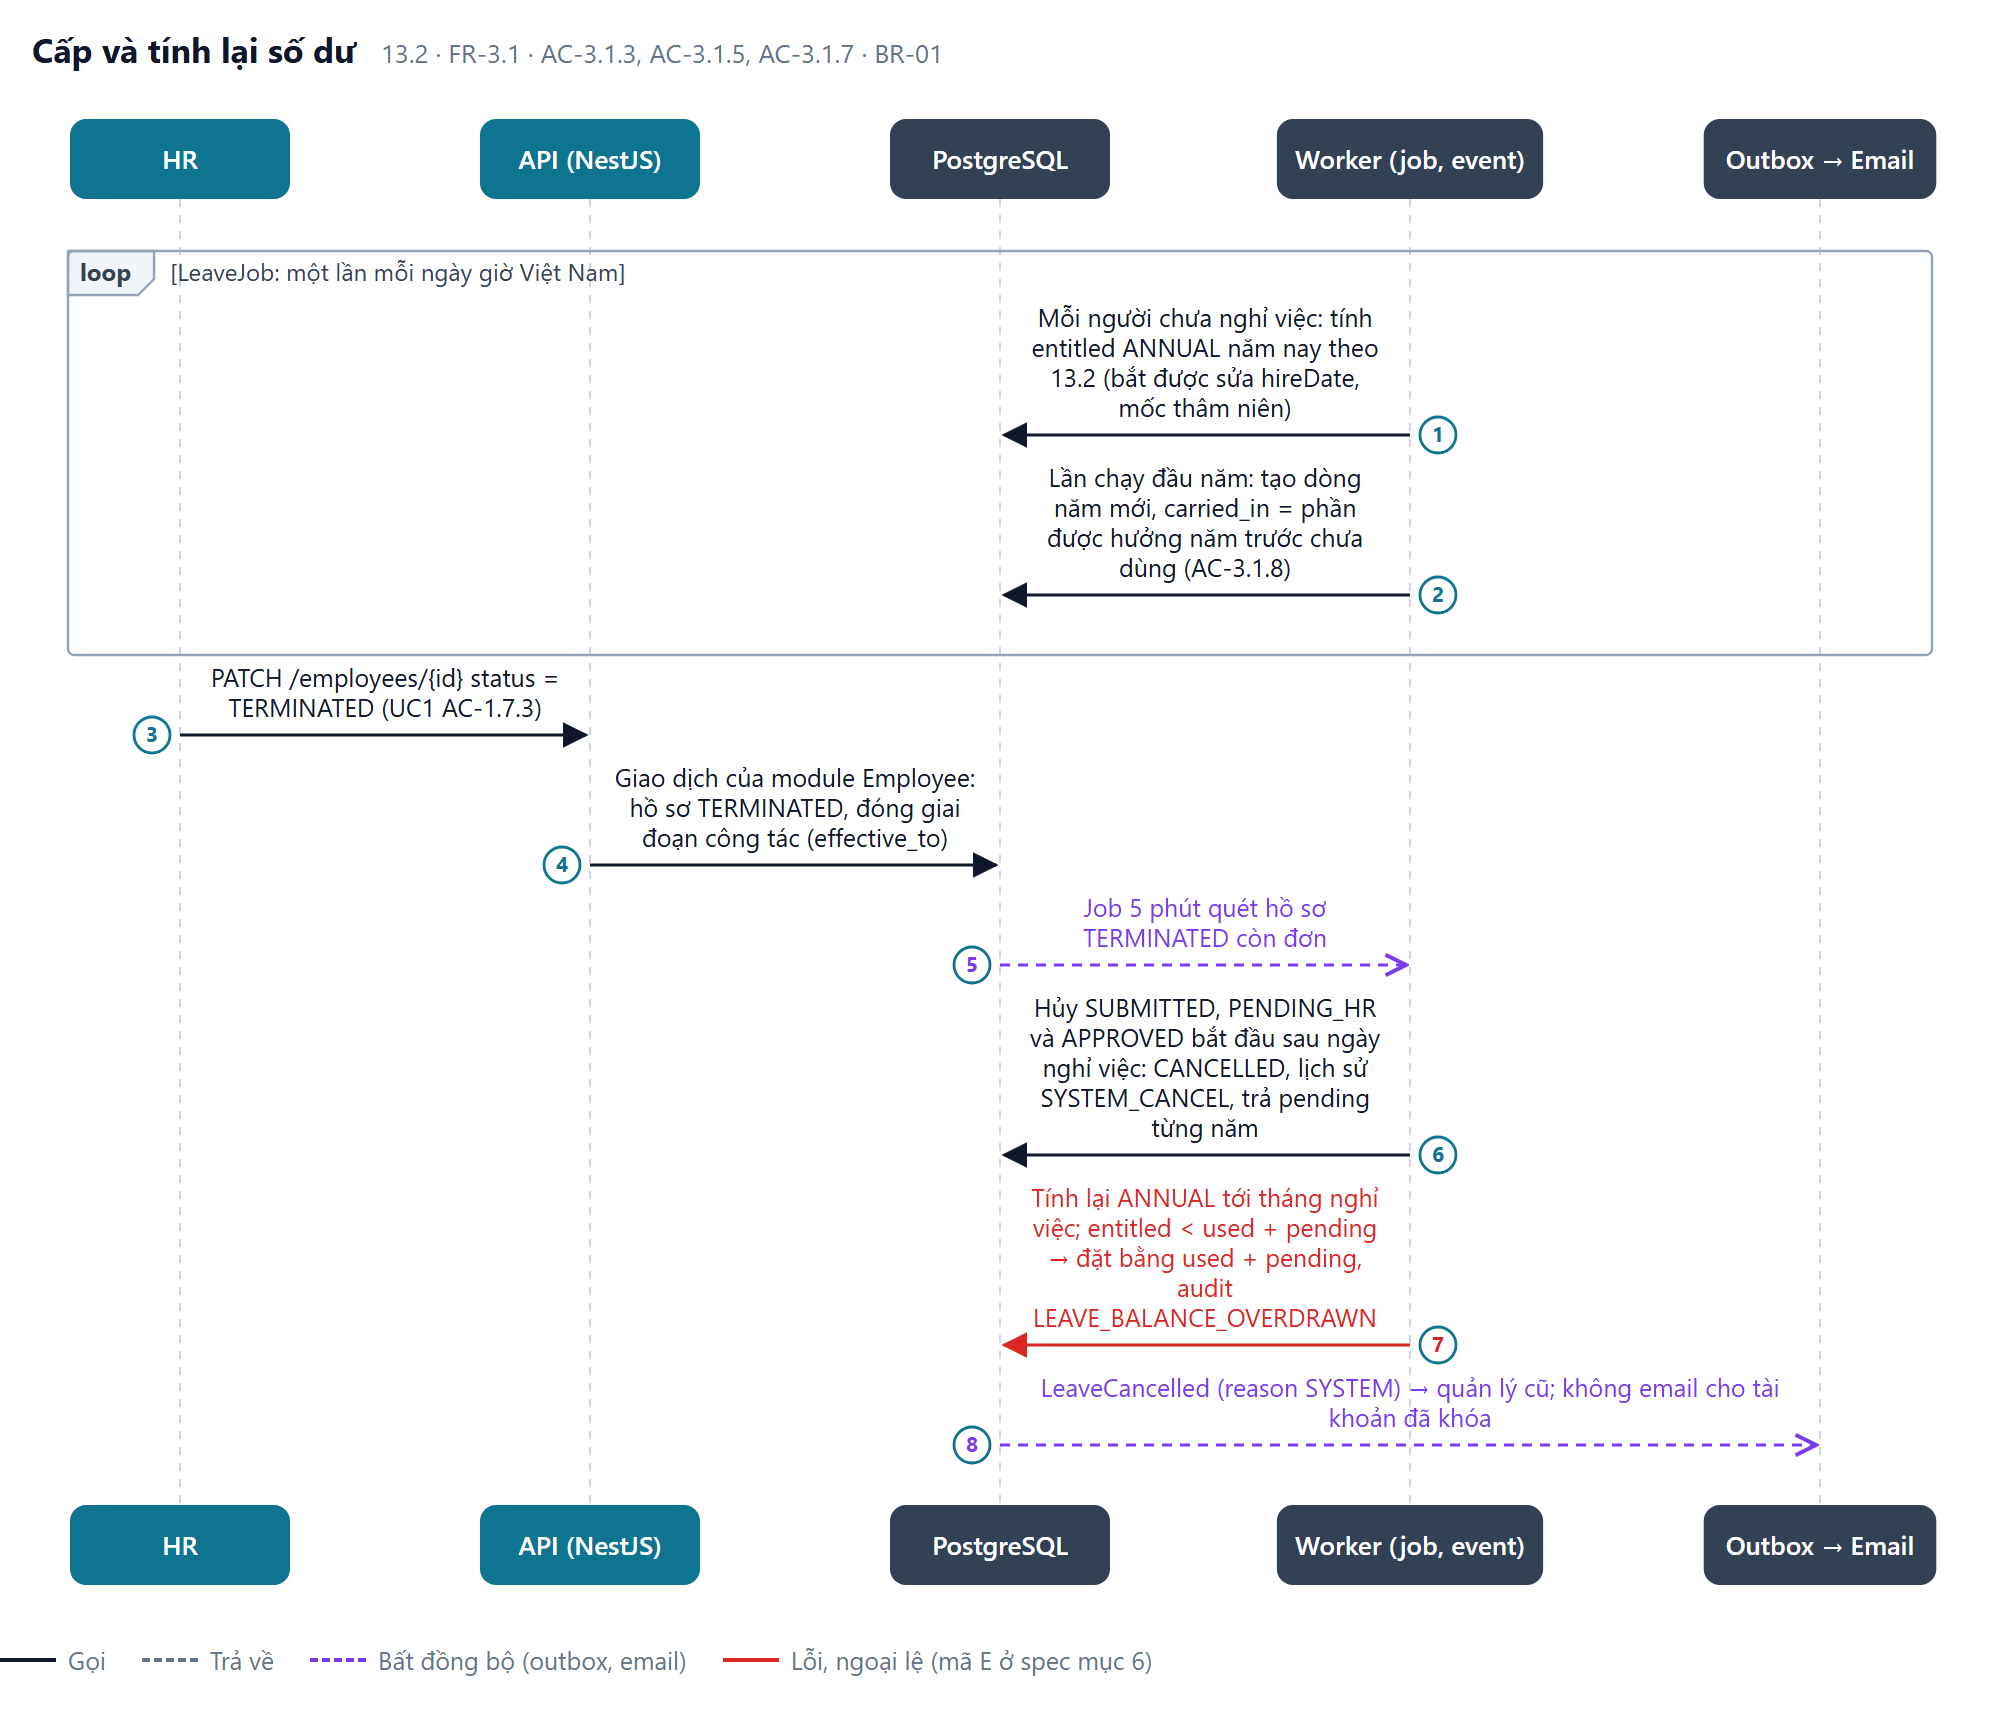 Cấp và tính lại số dư 13.2 · FR-3.1 · AC-3.1.3, AC-3.1.5, AC-3.1.7 · BR-01
HR
API (NestJS)
PostgreSQL
Worker (job, event)
Outbox → Email
loop [LeaveJob: một lần mỗi ngày giờ Việt Nam]
Mỗi người chưa nghỉ việc: tính
entitled ANNUAL năm nay theo
13.2 (bắt được sửa hireDate,
mốc thâm niên)
1
Lần chạy đầu năm: tạo dòng
năm mới, carried_in = phần
được hưởng năm trước chưa
dùng (AC-3.1.8)
2
PATCH /employees/{id} status =
TERMINATED (UC1 AC-1.7.3)
3
Giao dịch của module Employee:
hồ sơ TERMINATED, đóng giai
đoạn công tác (effective_to)
4
Job 5 phút quét hồ sơ
TERMINATED còn đơn
5
Hủy SUBMITTED, PENDING_HR
và APPROVED bắt đầu sau ngày
nghỉ việc: CANCELLED, lịch sử
SYSTEM_CANCEL, trả pending
từng năm
6
Tính lại ANNUAL tới tháng nghỉ
việc; entitled < used + pending
→ đặt bằng used + pending,
audit
LEAVE_BALANCE_OVERDRAWN
7
LeaveCancelled (reason SYSTEM) → quản lý cũ; không email cho tài
khoản đã khóa
8
HR
API (NestJS)
PostgreSQL
Worker (job, event)
Outbox → Email
Gọi
Trả về
Bất đồng bộ (outbox, email)
Lỗi, ngoại lệ (mã E ở spec mục 6)